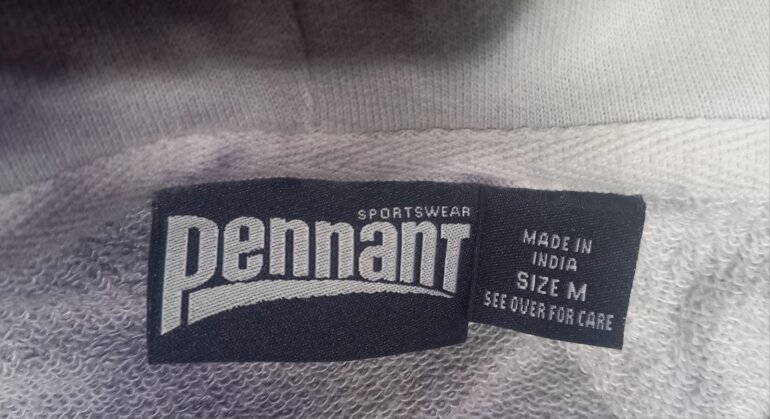 SPORTSWEAR
Pennant
MADE IN
INDIA
SIZE M
SEE OVER FOR CARE